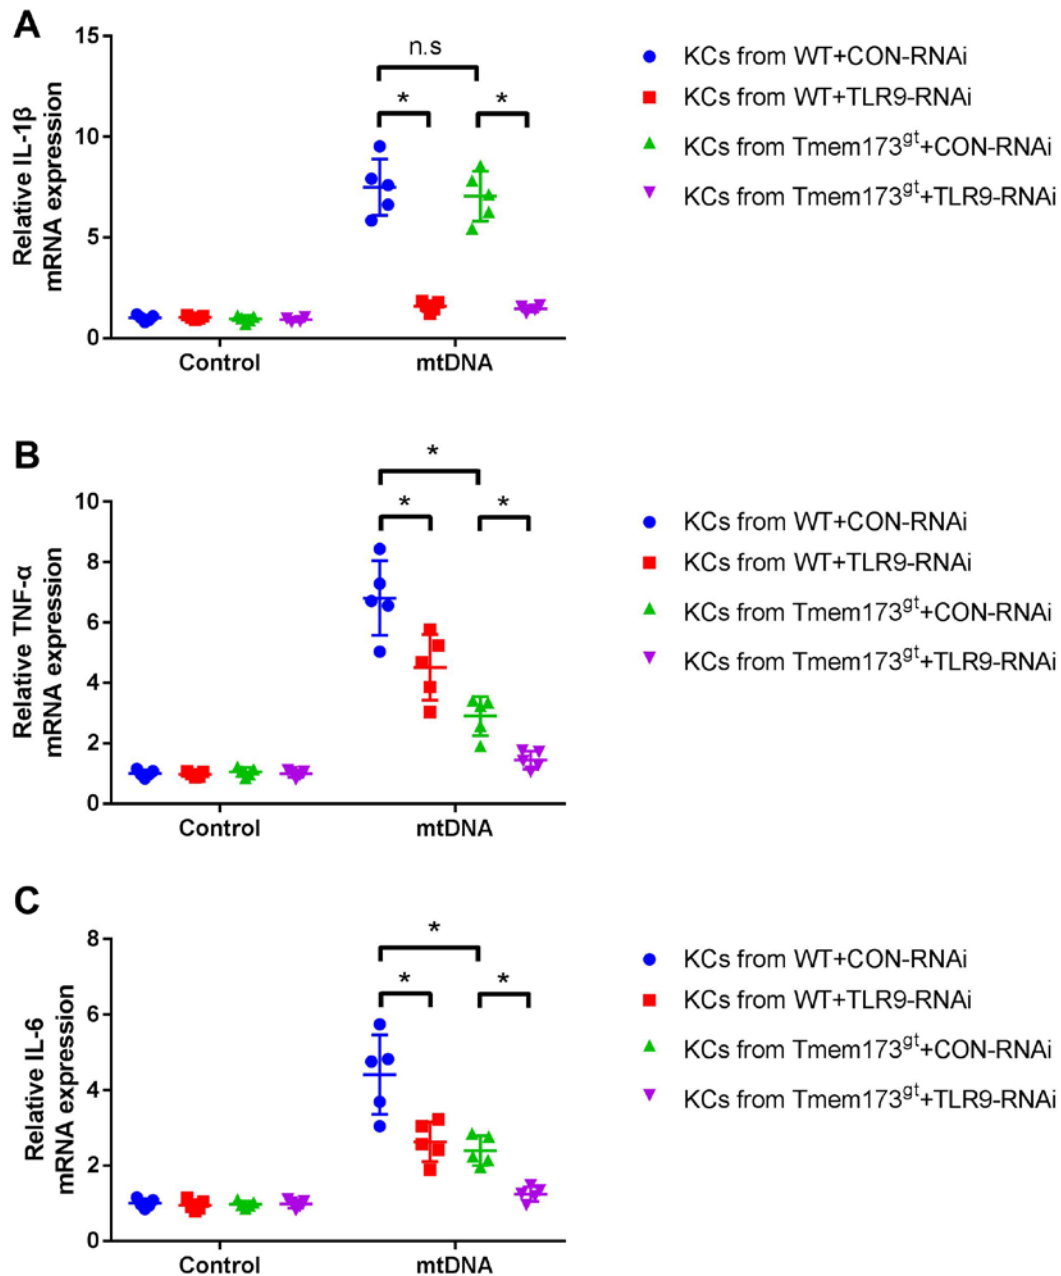 A
Relative IL-1β
mRNA expression
15
10
5
0
n.s
*
*
Control
mtDNA
KCs from WT+CON-RNAi
KCs from WT+TLR9-RNAi
KCs from Tmem173gt+CON-RNAi
KCs from Tmem173gt+TLR9-RNAi
B
Relative TNF-α
mRNA expression
10
8
6
4
2
0
*
*
*
Control
mtDNA
KCs from WT+CON-RNAi
KCs from WT+TLR9-RNAi
KCs from Tmem173gt+CON-RNAi
KCs from Tmem173gt+TLR9-RNAi
C
Relative IL-6
mRNA expression
8
6
4
2
0
*
*
*
Control
mtDNA
KCs from WT+CON-RNAi
KCs from WT+TLR9-RNAi
KCs from Tmem173gt+CON-RNAi
KCs from Tmem173gt+TLR9-RNAi